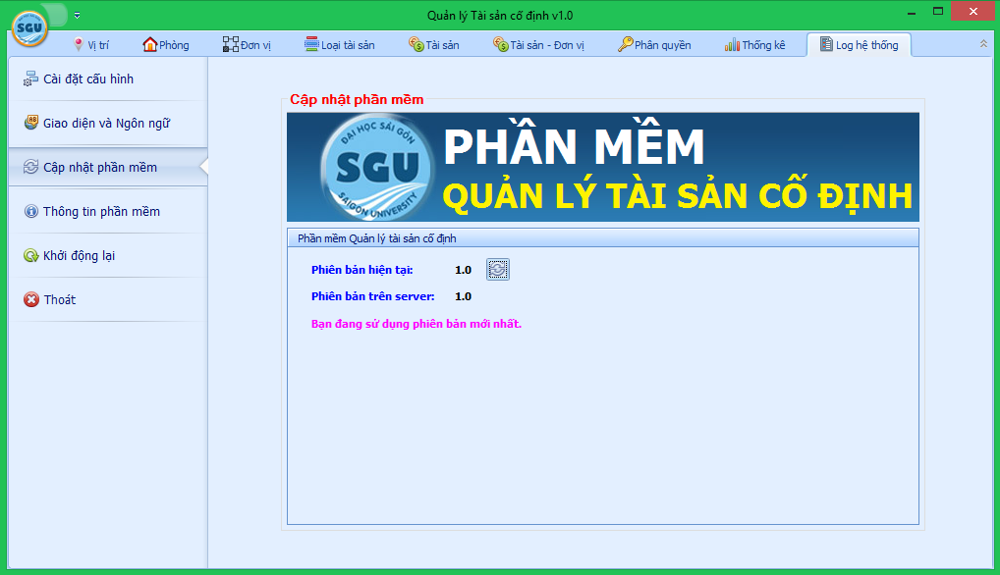 Quản lý Tài sản cố định v1.0
SGU
Vị trí
Phòng
Đơn vị
Loại tài sản
Tài sản
Tài sản - Đơn vị
Phân quyền
Thống kê
Log hệ thống
Cài đặt cấu hình
Giao diện và Ngôn ngữ
Cập nhật phần mềm
Thông tin phần mềm
Khởi động lại
Thoát
Cập nhật phần mềm
ĐẠI HỌC SÀI GÒN
SGU
SAIGON UNIVERSITY
PHẦN MỀM
QUẢN LÝ TÀI SẢN CỐ ĐỊNH
Phần mềm Quản lý tài sản cố định
Phiên bản hiện tại: 1.0
Phiên bản trên server: 1.0
Bạn đang sử dụng phiên bản mới nhất.